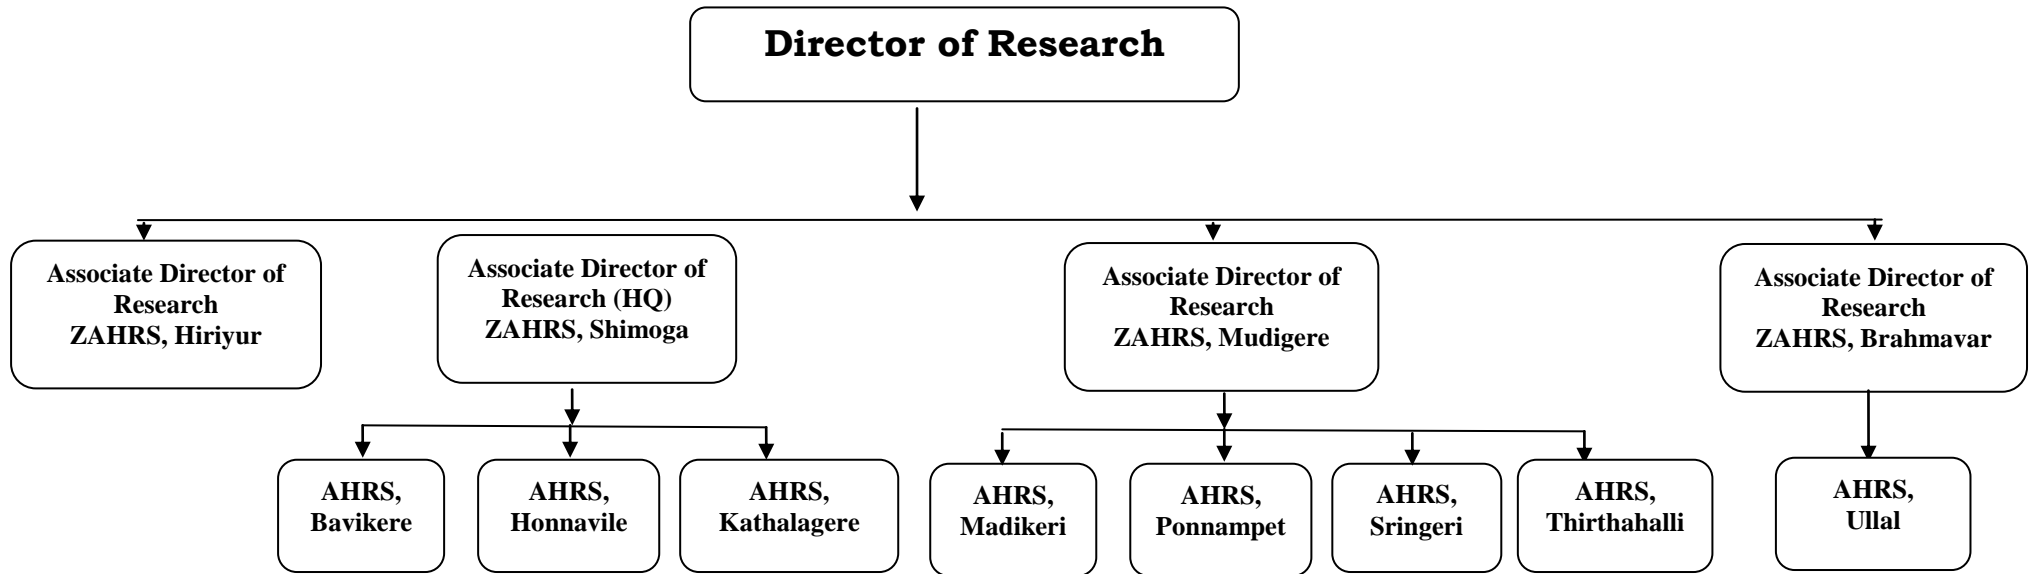 Director of Research
Associate Director of
Research
ZAHRS, Hiriyur
Associate Director of
Research (HQ)
ZAHRS, Shimoga
Associate Director of
Research
ZAHRS, Mudigere
Associate Director of
Research
ZAHRS, Brahmavar
AHRS,
Bavikere
AHRS,
Honnavile
AHRS,
Kathalagere
AHRS,
Madikeri
AHRS,
Ponnampet
AHRS,
Sringeri
AHRS,
Thirthahalli
AHRS,
Ullal